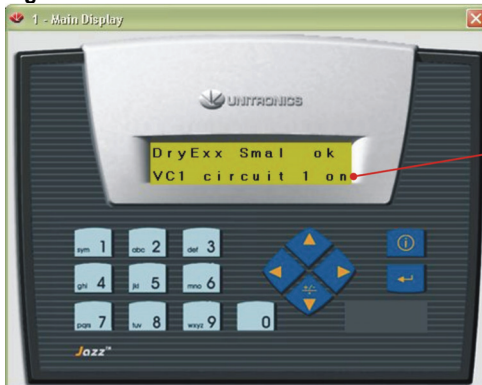 1 - Main Display
UNITRONICS
DryExx Smal ok
VC1 circuit 1 on
sym 1 abc 2 def 3
ghi 4 jkl 5 mno 6
pqrs 7 tuv 8 wxyz 9 0
+/-
Jazz™